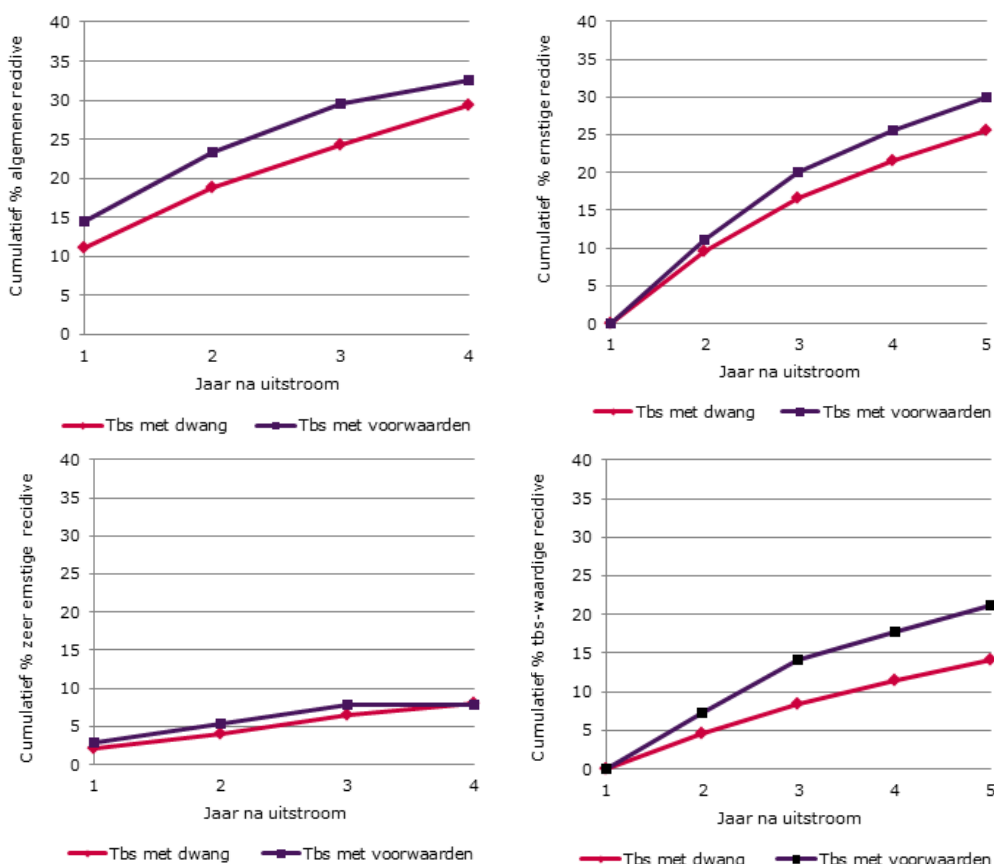 Cumulatief % algemene recidive
40
35
30
25
20
15
10
5
0
1 2 3 4
Jaar na uitstroom
Tbs met dwang Tbs met voorwaarden
Cumulatief % ernstige recidive
40
35
30
25
20
15
10
5
0
1 2 3 4 5
Jaar na uitstroom
Tbs met dwang Tbs met voorwaarden
Cumulatief % zeer ernstige recidive
40
35
30
25
20
15
10
5
0
1 2 3 4
Jaar na uitstroom
Tbs met dwang Tbs met voorwaarden
Cumulatief % tbs-waardige recidive
40
35
30
25
20
15
10
5
0
1 2 3 4 5
Jaar na uitstroom
Tbs met dwang Tbs met voorwaarden